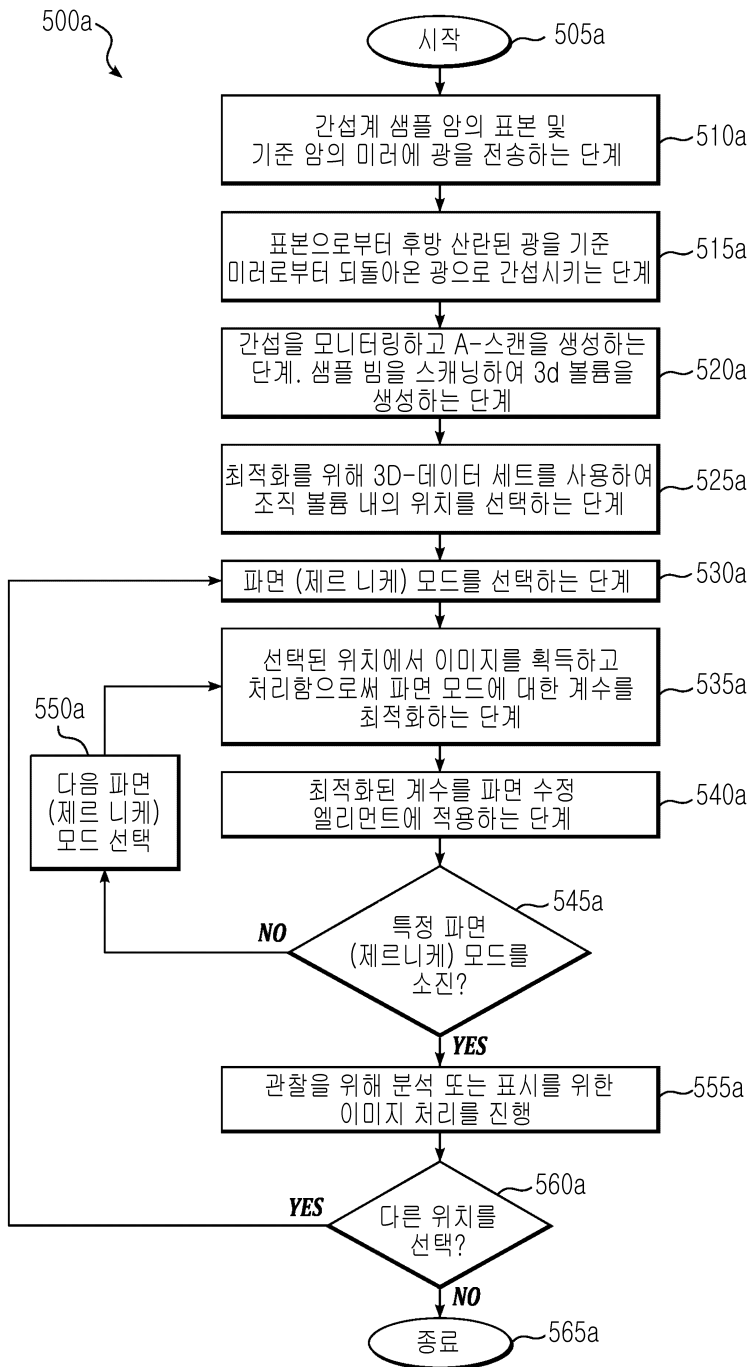 500a
시작
505a
간섭계 샘플 암의 표본 및
기준 암의 미러에 광을 전송하는 단계
510a
표본으로부터 후방 산란된 광을 기준
미러로부터 되돌아온 광으로 간섭시키는 단계
515a
간섭을 모니터링하고 A-스캔을 생성하는
단계. 샘플 빔을 스캐닝하여 3d 볼륨을
생성하는 단계
520a
최적화를 위해 3D-데이터 세트를 사용하여
조직 볼륨 내의 위치를 선택하는 단계
525a
파면 (제르 니케) 모드를 선택하는 단계
530a
선택된 위치에서 이미지를 획득하고
처리함으로써 파면 모드에 대한 계수를
최적화하는 단계
535a
550a
다음 파면
(제르 니케)
모드 선택
최적화된 계수를 파면 수정
엘리먼트에 적용하는 단계
540a
545a
특정 파면
(제르니케) 모드를
소진?
NO
YES
관찰을 위해 분석 또는 표시를 위한
이미지 처리를 진행
555a
560a
다른 위치를
선택?
YES
NO
종료
565a